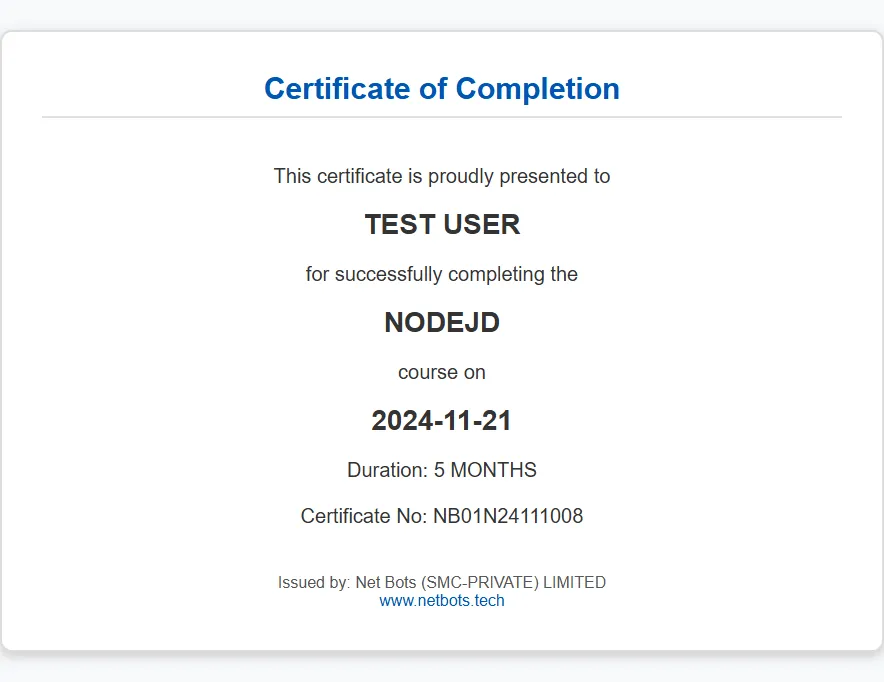 Certificate of Completion
This certificate is proudly presented to
TEST USER
for successfully completing the
NODEJD
course on
2024-11-21
Duration: 5 MONTHS
Certificate No: NB01N24111008
Issued by: Net Bots (SMC-PRIVATE) LIMITED
www.netbots.tech